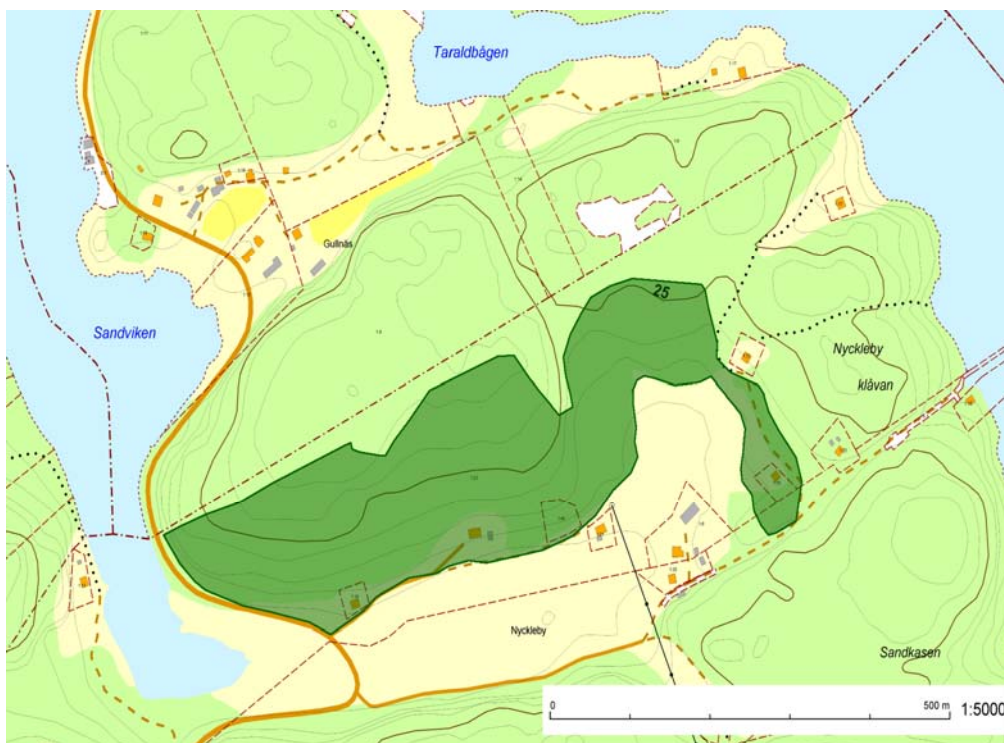 Taraldbågen
Gullnäs
Sandviken
25
Nyckleby
klåvan
Nyckleby
Sandkasen
0 500 m 1:5000